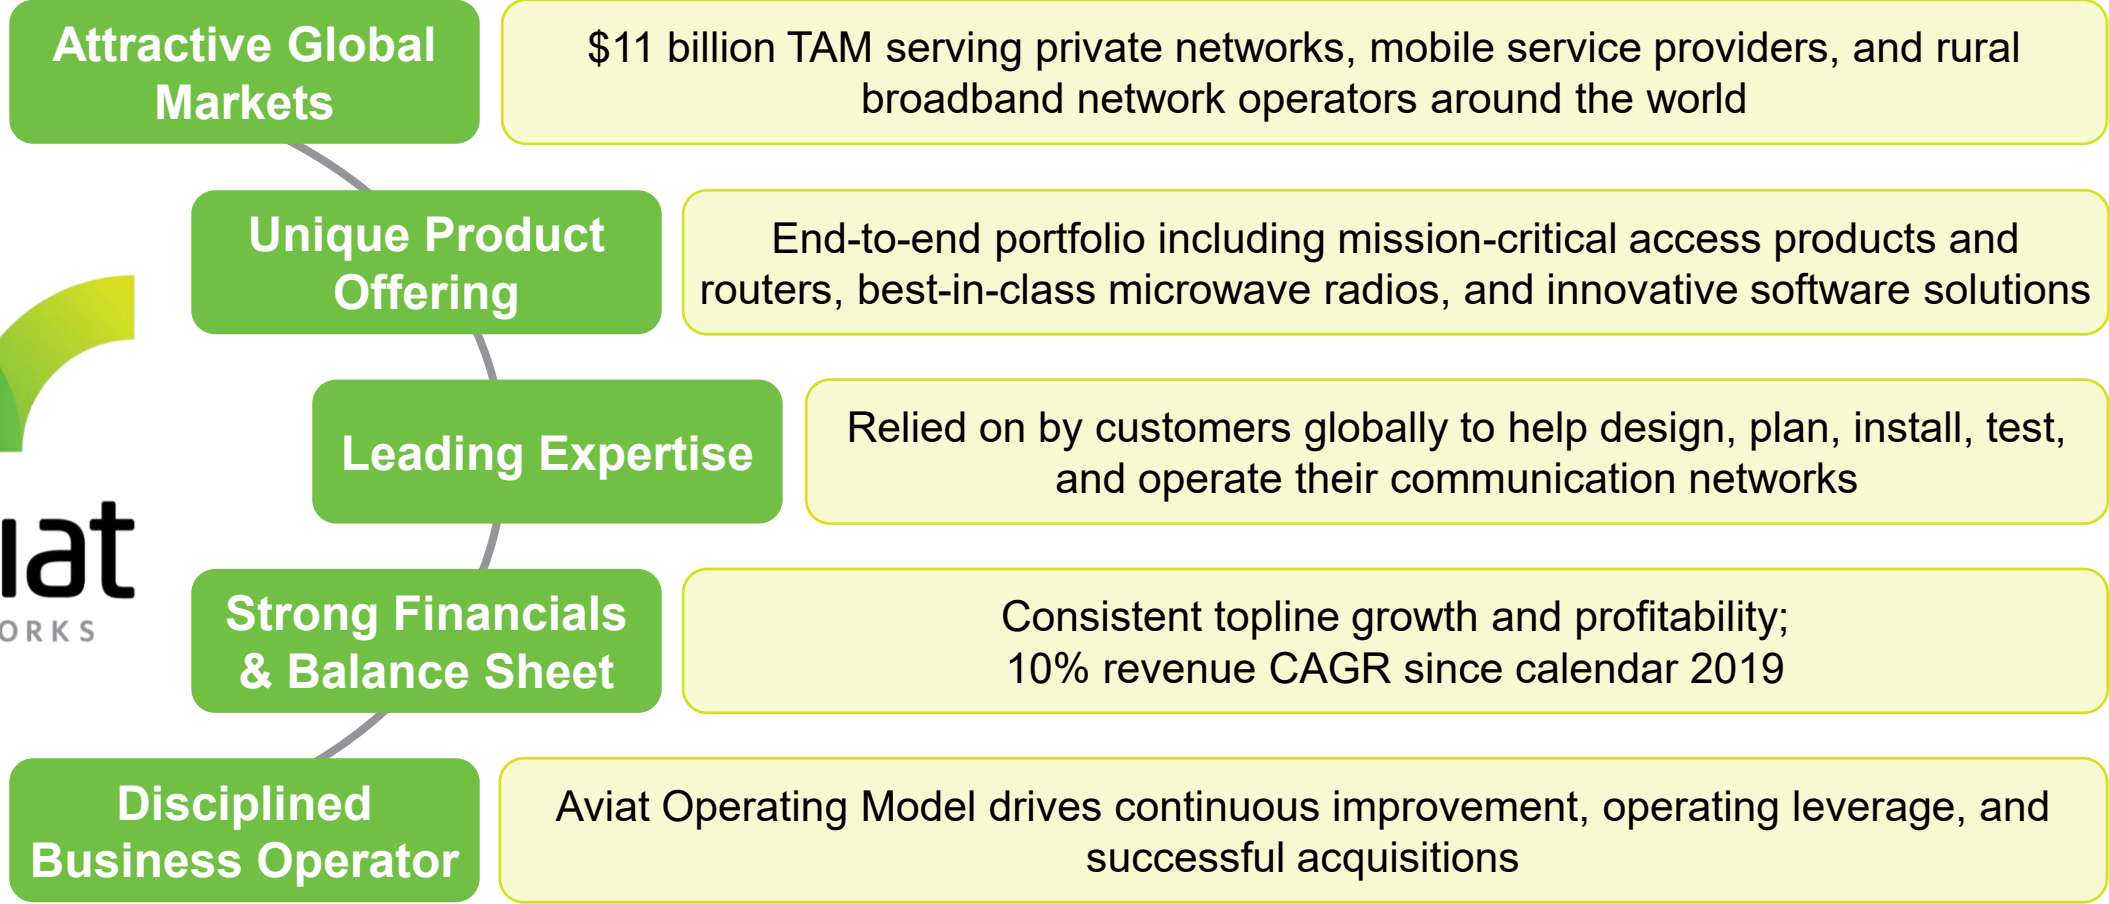 Attractive Global
Markets
$11 billion TAM serving private networks, mobile service providers, and rural
broadband network operators around the world
Unique Product
Offering
End-to-end portfolio including mission-critical access products and
routers, best-in-class microwave radios, and innovative software solutions
Leading Expertise
Relied on by customers globally to help design, plan, install, test,
and operate their communication networks
iat
ORKS
Strong Financials
& Balance Sheet
Consistent topline growth and profitability;
10% revenue CAGR since calendar 2019
Disciplined
Business Operator
Aviat Operating Model drives continuous improvement, operating leverage, and
successful acquisitions